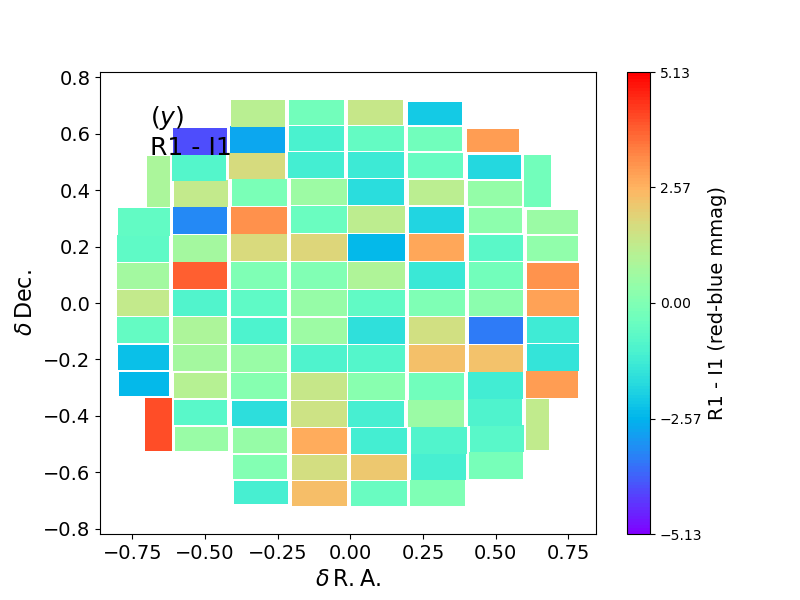 (y)
R1 - I1
0.8
0.6
0.4
0.2
0.0
−0.2
−0.4
−0.6
−0.8
δ Dec.
−0.75 −0.50 −0.25 0.00 0.25 0.50 0.75
δ R. A.
5.13
2.57
0.00
−2.57
−5.13
R1 - I1 (red-blue mmag)